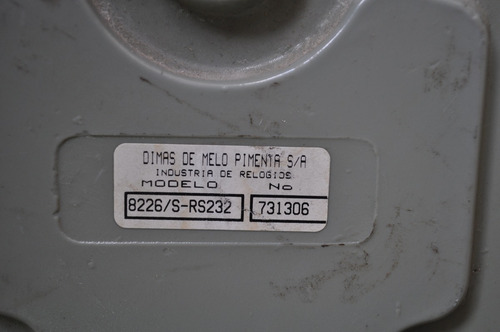 DIMAS DE MELO PIMENTA S/A
INDUSTRIA DE RELOGIOS
MODELO No
8226/S-RS232 731306